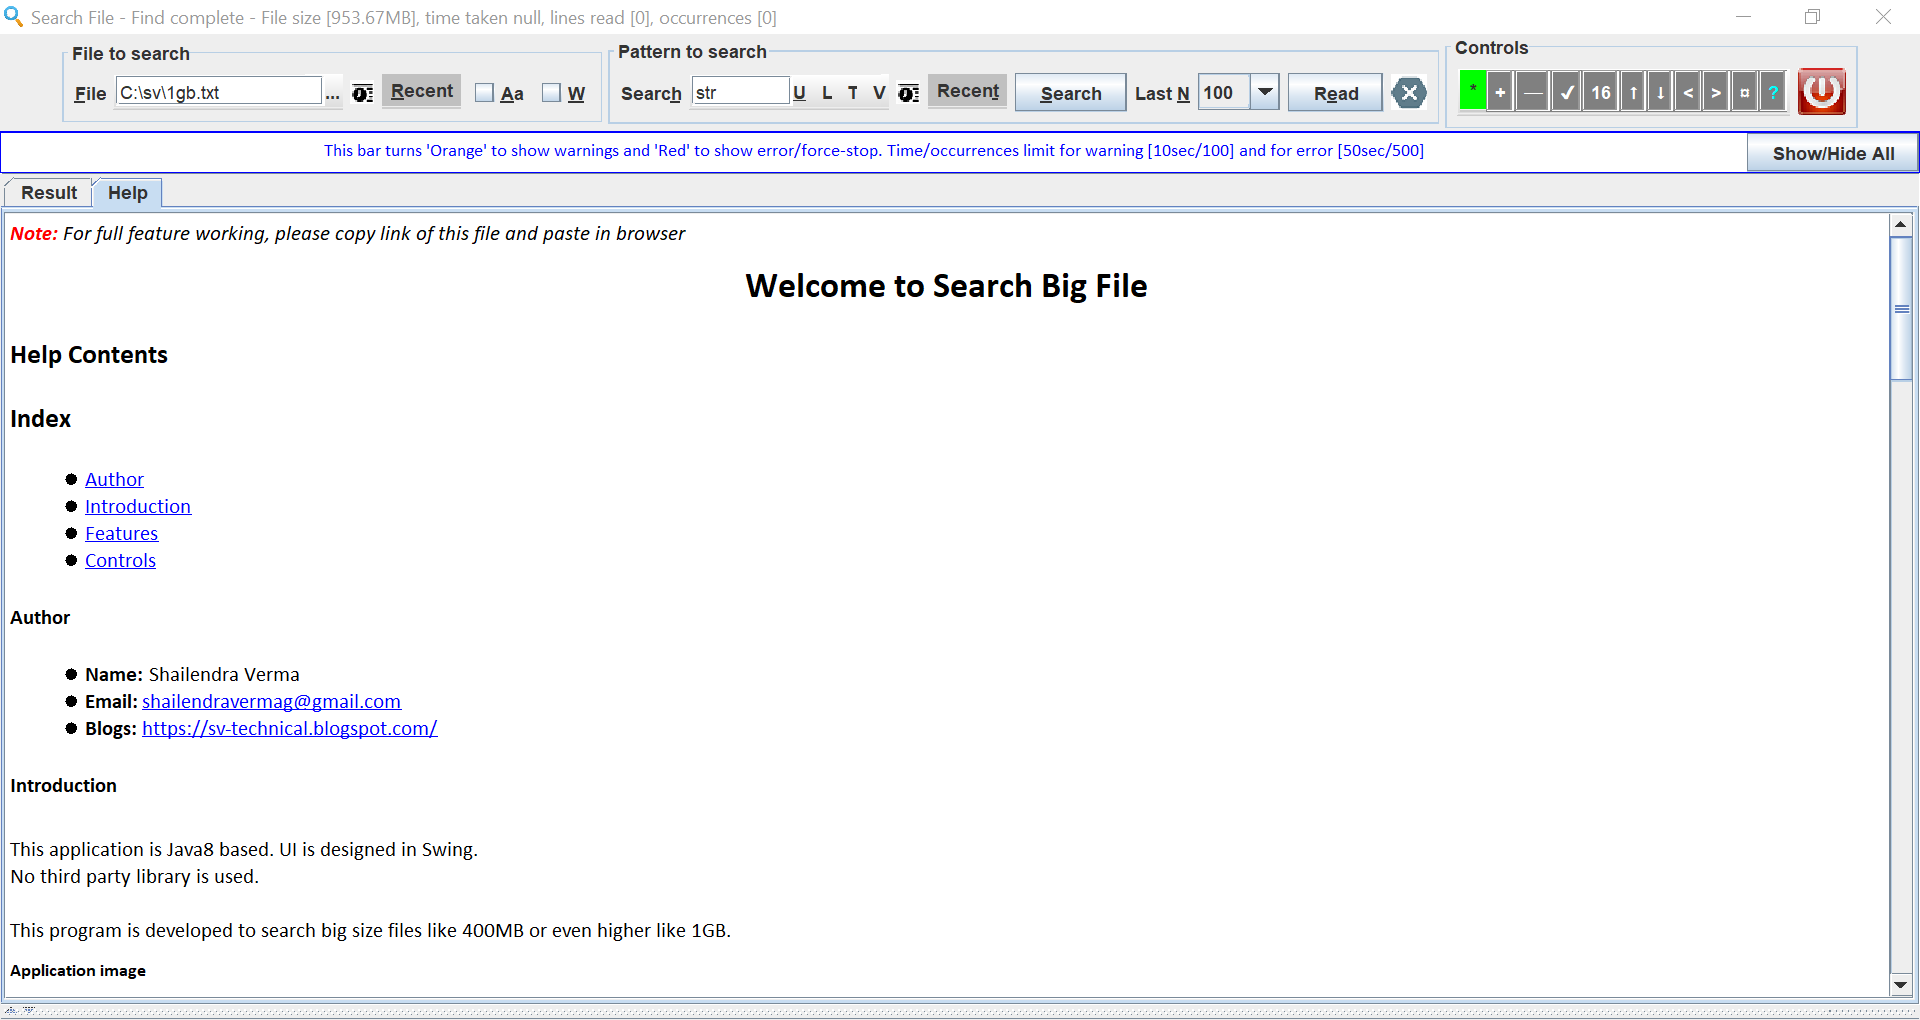 Search File - Find complete - File size [953.67MB], time taken null, lines read [0], occurrences [0]
File to search
Pattern to search
Controls
File C:\sv\1gb.txt ... Recent Aa W
Search str U L T V Recent Search Last N 100 Read
* + — ✓ 16 ↑ ↓ < > ¤ ?
This bar turns 'Orange' to show warnings and 'Red' to show error/force-stop. Time/occurrences limit for warning [10sec/100] and for error [50sec/500]
Show/Hide All
Result Help
Note: For full feature working, please copy link of this file and paste in browser
Welcome to Search Big File
Help Contents
Index
Author
Introduction
Features
Controls
Author
Name: Shailendra Verma
Email: shailendravermag@gmail.com
Blogs: https://sv-technical.blogspot.com/
Introduction
This application is Java8 based. UI is designed in Swing.
No third party library is used.
This program is developed to search big size files like 400MB or even higher like 1GB.
Application image